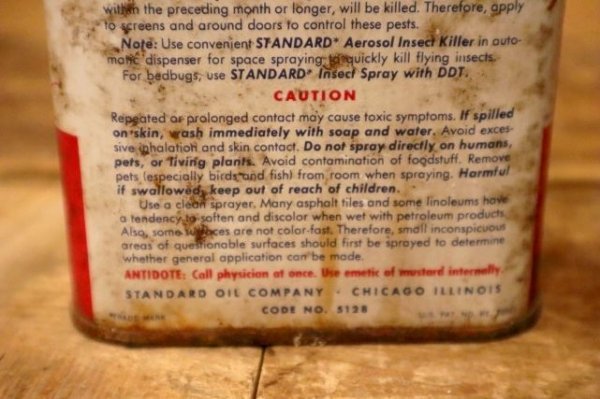 within the preceding month or longer, will be killed. Therefore, apply
to screens and around doors to control these pests.
Note: Use convenient STANDARD* Aerosol Insect Killer in auto-
matic dispenser for space spraying to quickly kill flying insects.
For bedbugs, use STANDARD* Insect Spray with DDT.
CAUTION
Repeated or prolonged contact may cause toxic symptoms. If spilled
on skin, wash immediately with soap and water. Avoid exces-
sive inhalation and skin contact. Do not spray directly on humans,
pets, or living plants. Avoid contamination of foodstuff. Remove
pets (especially birds and fish) from room when spraying. Harmful
if swallowed, keep out of reach of children.
Use a clean sprayer. Many asphalt tiles and some linoleums have
a tendency to soften and discolor when wet with petroleum products.
Also, some surfaces are not color-fast. Therefore, small inconspicuous
areas of questionable surfaces should first be sprayed to determine
whether general application can be made.
ANTIDOTE: Call physician at once. Use emetic of mustard internally.
STANDARD OIL COMPANY · CHICAGO ILLINOIS
CODE NO. 5128
TRADE MARK U.S. PAT. NO.